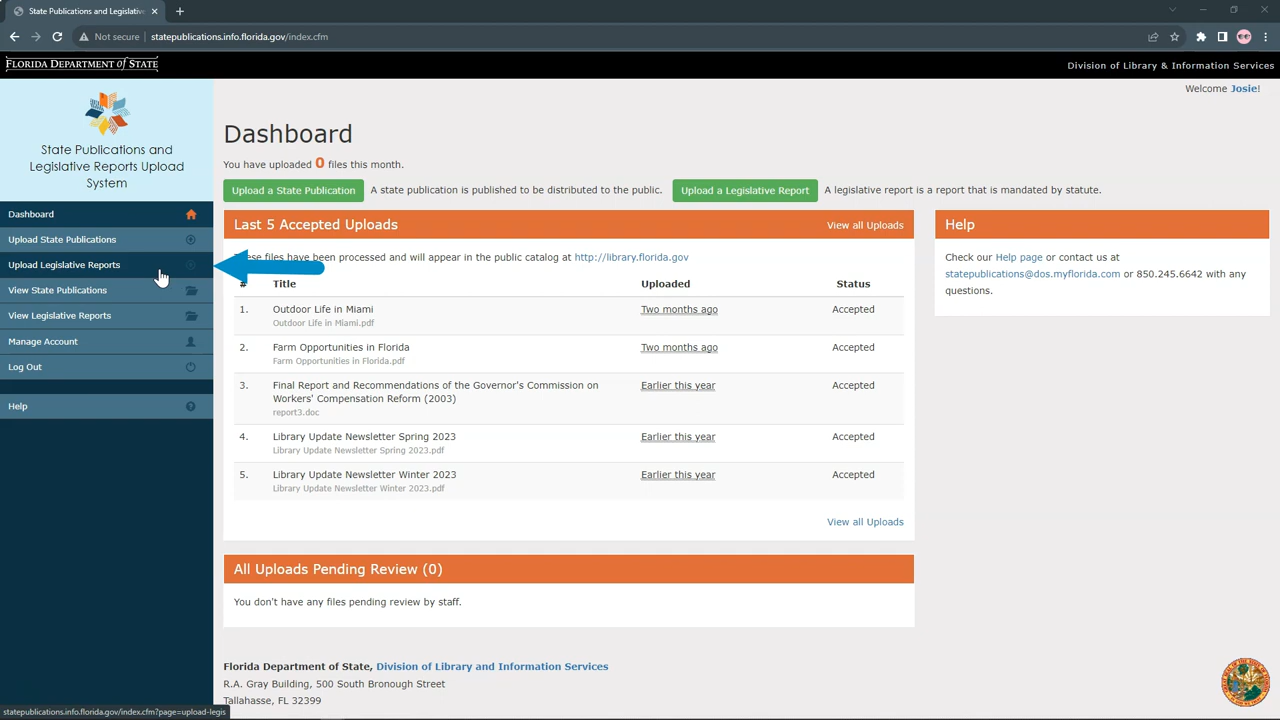 State Publications and Legislativ
Not secure | statepublications.info.florida.gov/index.cfm
FLORIDA DEPARTMENT OF STATE
Division of Library & Information Services
Welcome Josie!
State Publications and
Legislative Reports Upload
System
Dashboard
Upload State Publications
Upload Legislative Reports
View State Publications
View Legislative Reports
Manage Account
Log Out
Help
Dashboard
You have uploaded 0 files this month.
Upload a State Publication A state publication is published to be distributed to the public. Upload a Legislative Report A legislative report is a report that is mandated by statute.
Last 5 Accepted Uploads View all Uploads
files have been processed and will appear in the public catalog at http://library.florida.gov
# Title Uploaded Status
1. Outdoor Life in Miami Two months ago Accepted
Outdoor Life in Miami.pdf
2. Farm Opportunities in Florida Two months ago Accepted
Farm Opportunities in Florida.pdf
3. Final Report and Recommendations of the Governor's Commission on Earlier this year Accepted
Workers' Compensation Reform (2003)
report3.doc
4. Library Update Newsletter Spring 2023 Earlier this year Accepted
Library Update Newsletter Spring 2023.pdf
5. Library Update Newsletter Winter 2023 Earlier this year Accepted
Library Update Newsletter Winter 2023.pdf
View all Uploads
All Uploads Pending Review (0)
You don't have any files pending review by staff.
Help
Check our Help page or contact us at
statepublications@dos.myflorida.com or 850.245.6642 with any
questions.
Florida Department of State, Division of Library and Information Services
R.A. Gray Building, 500 South Bronough Street
Tallahasse, FL 32399
statepublications.info.florida.gov/index.cfm?page=upload-legis